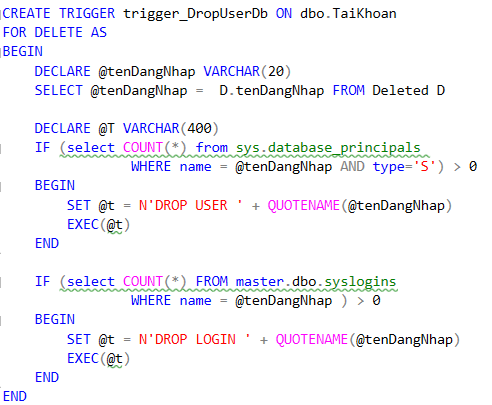 CREATE TRIGGER trigger_DropUserDb ON dbo.TaiKhoan
FOR DELETE AS
BEGIN
    DECLARE @tenDangNhap VARCHAR(20)
    SELECT @tenDangNhap =  D.tenDangNhap FROM Deleted D

    DECLARE @T VARCHAR(400)
    IF (select COUNT(*) from sys.database_principals
                WHERE name = @tenDangNhap AND type='S') > 0
    BEGIN
        SET @t = N'DROP USER ' + QUOTENAME(@tenDangNhap)
        EXEC(@t)
    END

    IF (select COUNT(*) FROM master.dbo.syslogins
                WHERE name = @tenDangNhap ) > 0
    BEGIN
        SET @t = N'DROP LOGIN ' + QUOTENAME(@tenDangNhap)
        EXEC(@t)
    END
END